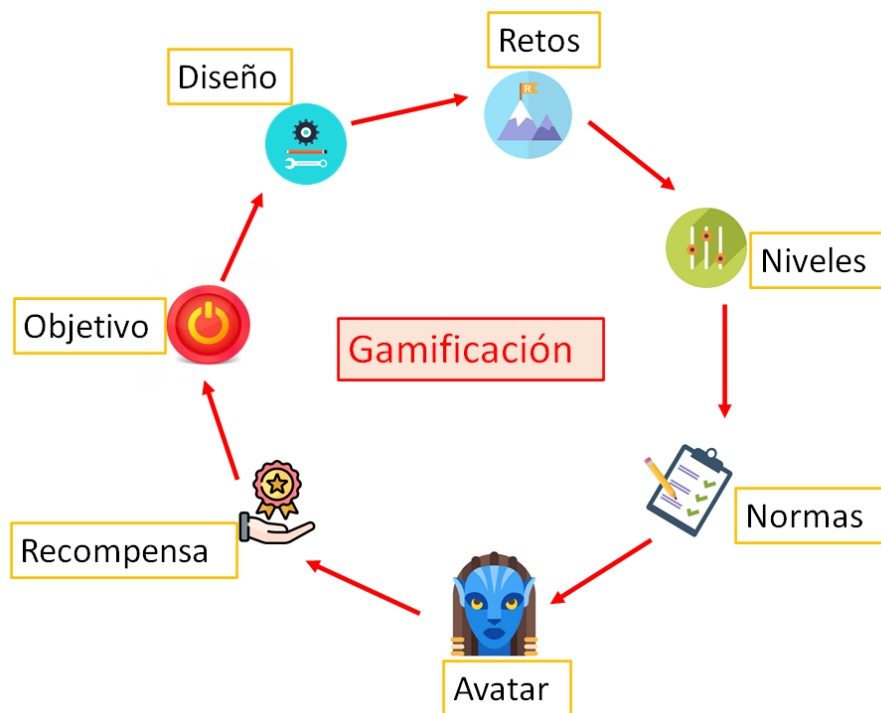 Retos
Diseño
Niveles
Objetivo
Gamificación
Normas
Recompensa
Avatar
R